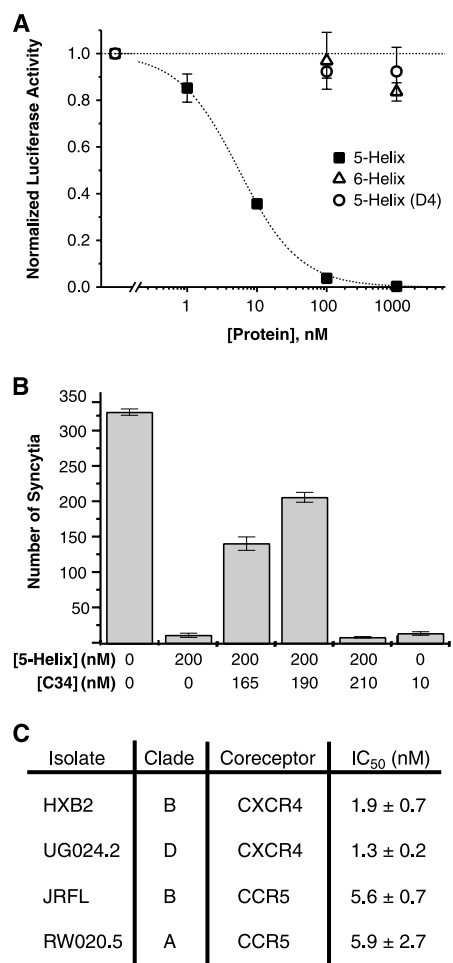 A
Normalized Luciferase Activity
1.0
0.8
0.6
0.4
0.2
0.0
5-Helix
6-Helix
5-Helix (D4)
1 10 100 1000
[Protein], nM
B
Number of Syncytia
350
300
250
200
150
100
50
[5-Helix] (nM) 0 200 200 200 200 0
[C34] (nM) 0 0 165 190 210 10
C
Isolate Clade Coreceptor IC50 (nM)
HXB2 B CXCR4 1.9 ± 0.7
UG024.2 D CXCR4 1.3 ± 0.2
JRFL B CCR5 5.6 ± 0.7
RW020.5 A CCR5 5.9 ± 2.7